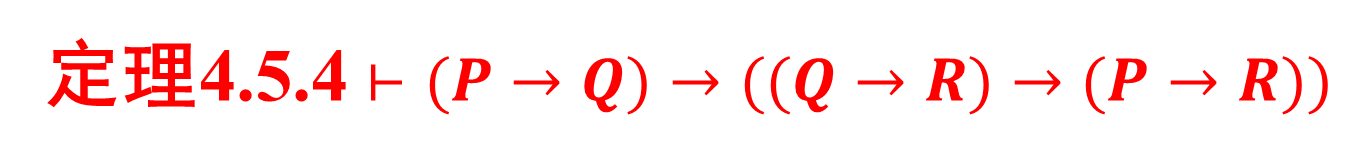 定理4.5.4 ⊢ (P → Q) → ((Q → R) → (P → R))